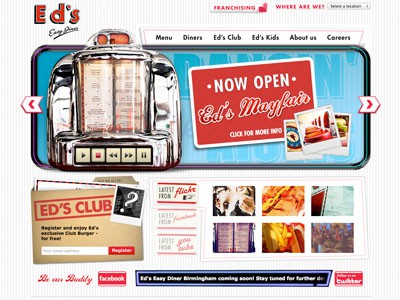 Ed's
Easy Diner
FRANCHISING
WHERE ARE WE?
Select a location
Menu Diners Ed's Club Ed's Kids About us Careers
·NOW OPEN·
Ed's Mayfair
CLICK FOR MORE INFO
ED'S CLUB
Register and enjoy Ed's
exclusive Club Burger -
for free!
Your email address
Register
LATEST FROM flickr
LATEST FROM facebook
LATEST FROM you tube
Be our Buddy
facebook
Ed's Easy Diner Birmingham coming soon! Stay tuned for further de
follow us on
twitter